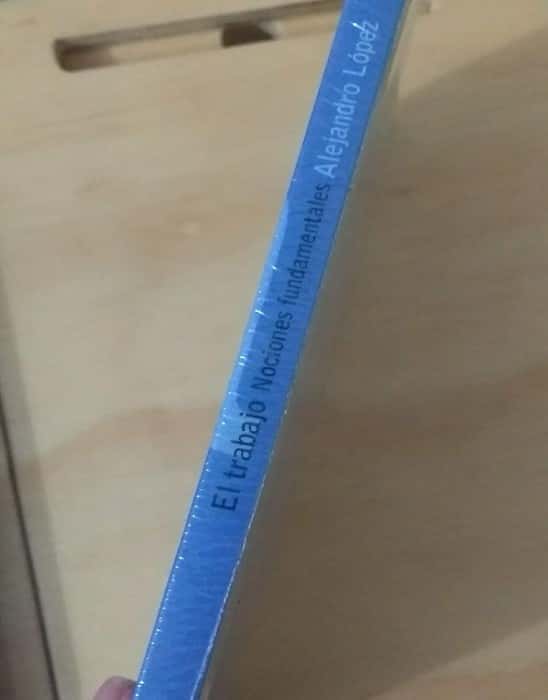 El trabajo Nociones fundamentales Alejandro López